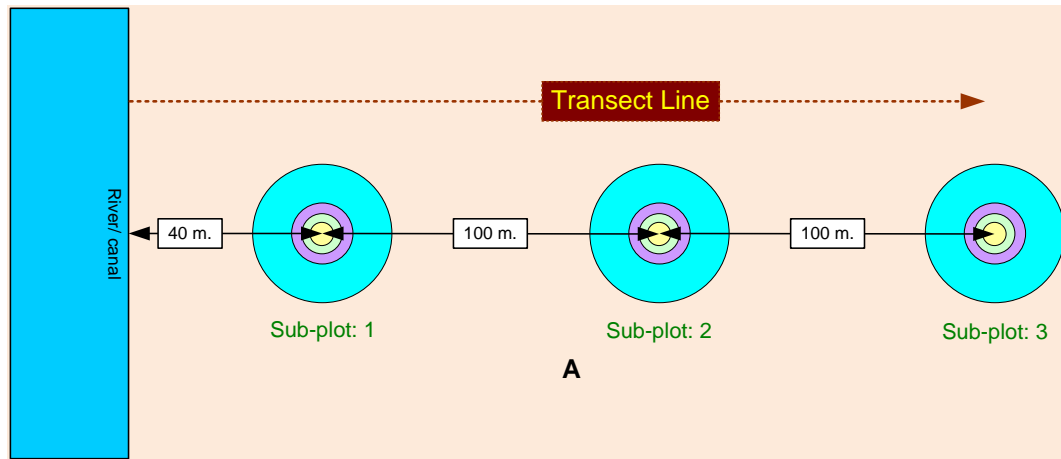 Transect Line
River/ canal
40 m.
100 m.
100 m.
Sub-plot: 1
Sub-plot: 2
Sub-plot: 3
A